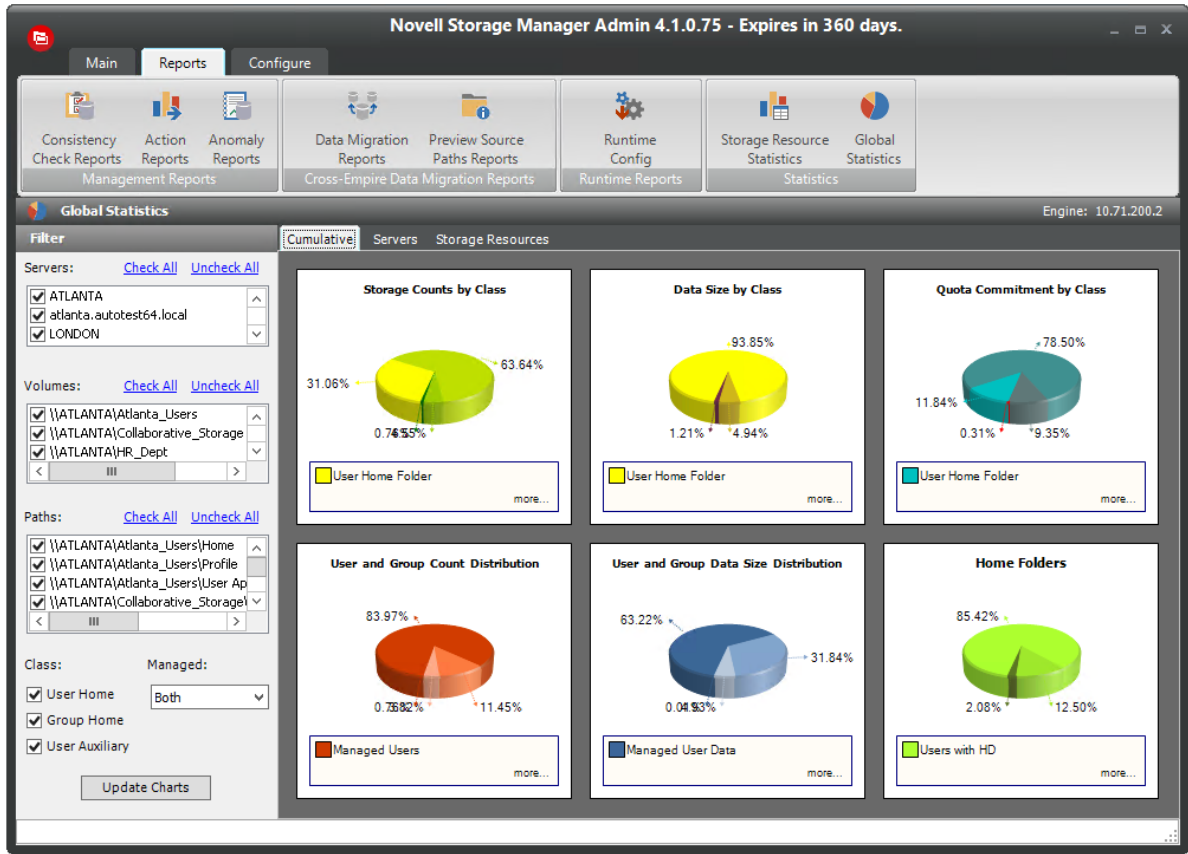 Novell Storage Manager Admin 4.1.0.75 - Expires in 360 days.
Main Reports Configure
Consistency Check Reports
Action Reports
Anomaly Reports
Management Reports
Data Migration Reports
Preview Source Paths Reports
Cross-Empire Data Migration Reports
Runtime Config
Runtime Reports
Storage Resource Statistics
Global Statistics
Statistics
Global Statistics
Engine: 10.71.200.2
Filter
Servers: Check All Uncheck All
ATLANTA
atlanta.autotest64.local
LONDON
Volumes: Check All Uncheck All
\\ATLANTA\Atlanta_Users
\\ATLANTA\Collaborative_Storage
\\ATLANTA\HR_Dept
Paths: Check All Uncheck All
\\ATLANTA\Atlanta_Users\Home
\\ATLANTA\Atlanta_Users\Profile
\\ATLANTA\Atlanta_Users\User Ap
\\ATLANTA\Collaborative_Storage\
Class: Managed:
User Home
Both
Group Home
User Auxiliary
Update Charts
Cumulative Servers Storage Resources
Storage Counts by Class
63.64%
31.06%
User Home Folder
more...
Data Size by Class
93.85%
1.21% 4.94%
User Home Folder
more...
Quota Commitment by Class
78.50%
11.84%
0.31% 9.35%
User Home Folder
more...
User and Group Count Distribution
83.97%
11.45%
Managed Users
more...
User and Group Data Size Distribution
63.22%
31.84%
Managed User Data
more...
Home Folders
85.42%
2.08% 12.50%
Users with HD
more...